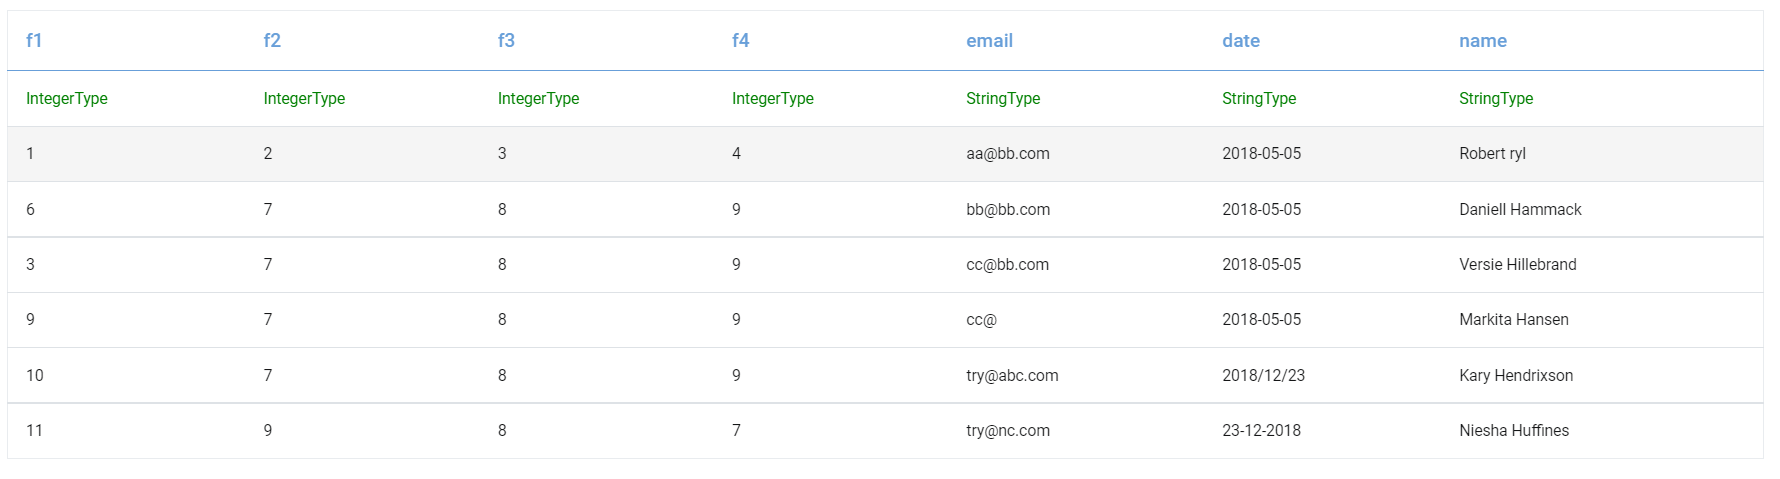 f1 f2 f3 f4 email date name
IntegerType IntegerType IntegerType IntegerType StringType StringType StringType
1 2 3 4 aa@bb.com 2018-05-05 Robert ryl
6 7 8 9 bb@bb.com 2018-05-05 Daniell Hammack
3 7 8 9 cc@bb.com 2018-05-05 Versie Hillebrand
9 7 8 9 cc@ 2018-05-05 Markita Hansen
10 7 8 9 try@abc.com 2018/12/23 Kary Hendrixson
11 9 8 7 try@nc.com 23-12-2018 Niesha Huffines